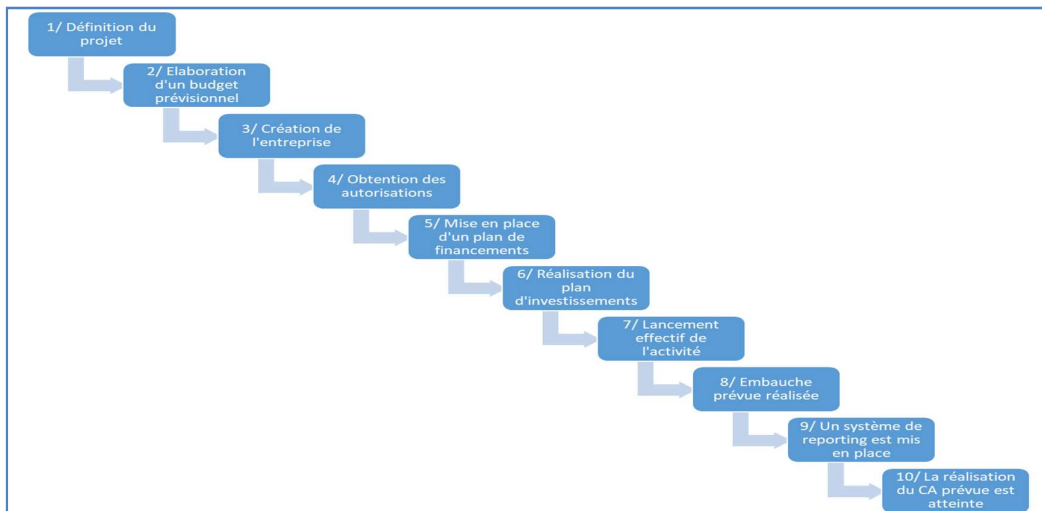 1/ Définition du
projet
2/ Elaboration
d'un budget
prévisionnel
3/ Création de
l'entreprise
4/ Obtention des
autorisations
5/ Mise en place
d'un plan de
financements
6/ Réalisation du
plan
d'investissements
7/ Lancement
effectif de
l'activité
8/ Embauche
prévue réalisée
9/ Un système de
reporting est mis
en place
10/ La réalisation
du CA prévue est
atteinte